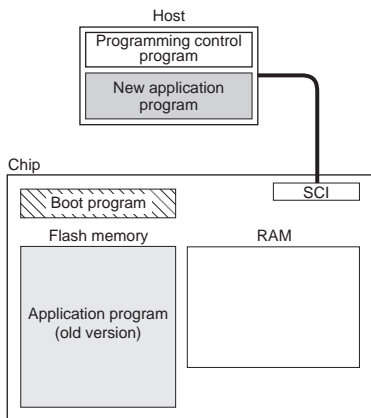 Host
Programming control
program
New application
program
Chip
SCI
Boot program
Flash memory
RAM
Application program
(old version)